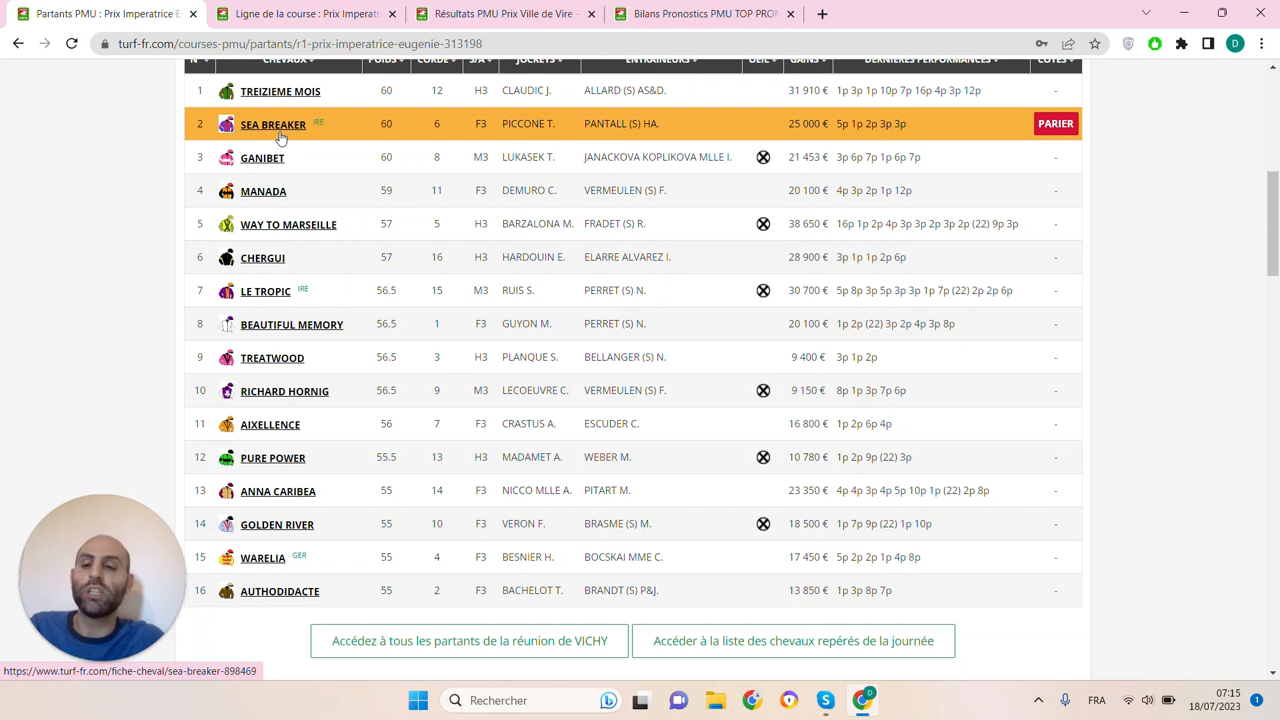 Partants PMU : Prix Imperatrice E
Ligne de la course : Prix Imperat
Résultats PMU Prix Ville de Vire -
Bilans Pronostics PMU TOP PRON
turf-fr.com/courses-pmu/partants/r1-prix-imperatrice-eugenie-313199
D
N° CHEVAUX POIDS CORDE S/A JOCKEYS ENTRAINEURS OEIL GAINS DERNIÈRES PERFORMANCES COTES
1 TREIZIEME MOIS 60 12 H3 CLAUDIC J. ALLARD (S) AS&D. 31 910 € 1p 3p 1p 10p 7p 16p 4p 3p 12p -
2 SEA BREAKER IRE 60 6 F3 PICCONE T. PANTALL (S) HA. 25 000 € 5p 1p 2p 3p 3p PARIER
3 GANIBET 60 8 M3 LUKASEK T. JANACKOVA KOPLIKOVA MLLE I. 21 453 € 3p 6p 7p 1p 6p 7p -
4 MANADA 59 11 F3 DEMURO C. VERMEULEN (S) F. 20 100 € 4p 3p 2p 1p 12p -
5 WAY TO MARSEILLE 57 5 H3 BARZALONA M. FRADET (S) R. 38 650 € 16p 1p 2p 4p 3p 3p 2p 3p 2p (22) 9p 3p -
6 CHERGUI 57 16 H3 HARDOUIN E. ELARRE ALVAREZ I. 28 900 € 3p 1p 1p 2p 6p -
7 LE TROPIC IRE 56.5 15 M3 RUIS S. PERRET (S) N. 30 700 € 5p 8p 3p 5p 3p 3p 1p 7p (22) 2p 2p 6p -
8 BEAUTIFUL MEMORY 56.5 1 F3 GUYON M. PERRET (S) N. 20 100 € 1p 2p (22) 3p 2p 4p 3p 8p -
9 TREATWOOD 56.5 3 H3 PLANQUE S. BELLANGER (S) N. 9 400 € 3p 1p 2p -
10 RICHARD HORNIG 56.5 9 M3 LECOEUVRE C. VERMEULEN (S) F. 9 150 € 8p 1p 3p 7p 6p -
11 AIXELLENCE 56 7 F3 CRASTUS A. ESCUDER C. 16 800 € 1p 2p 6p 4p -
12 PURE POWER 55.5 13 H3 MADAMET A. WEBER M. 10 780 € 1p 2p 9p (22) 3p -
13 ANNA CARIBEA 55 14 F3 NICCO MLLE A. PITART M. 23 350 € 4p 4p 3p 4p 5p 10p 1p (22) 2p 8p -
14 GOLDEN RIVER 55 10 F3 VERON F. BRASME (S) M. 18 500 € 1p 7p 9p (22) 1p 10p -
15 WARELIA GER 55 4 F3 BESNIER H. BOCSKAI MME C. 17 450 € 5p 2p 2p 1p 4p 8p -
16 AUTHODIDACTE 55 2 F3 BACHELOT T. BRANDT (S) P&J. 13 850 € 1p 3p 8p 7p -
Accédez à tous les partants de la réunion de VICHY
Accéder à la liste des chevaux repérés de la journée
https://www.turf-fr.com/fiche-cheval/sea-breaker-898469
Rechercher
FRA
07:15
18/07/2023
1